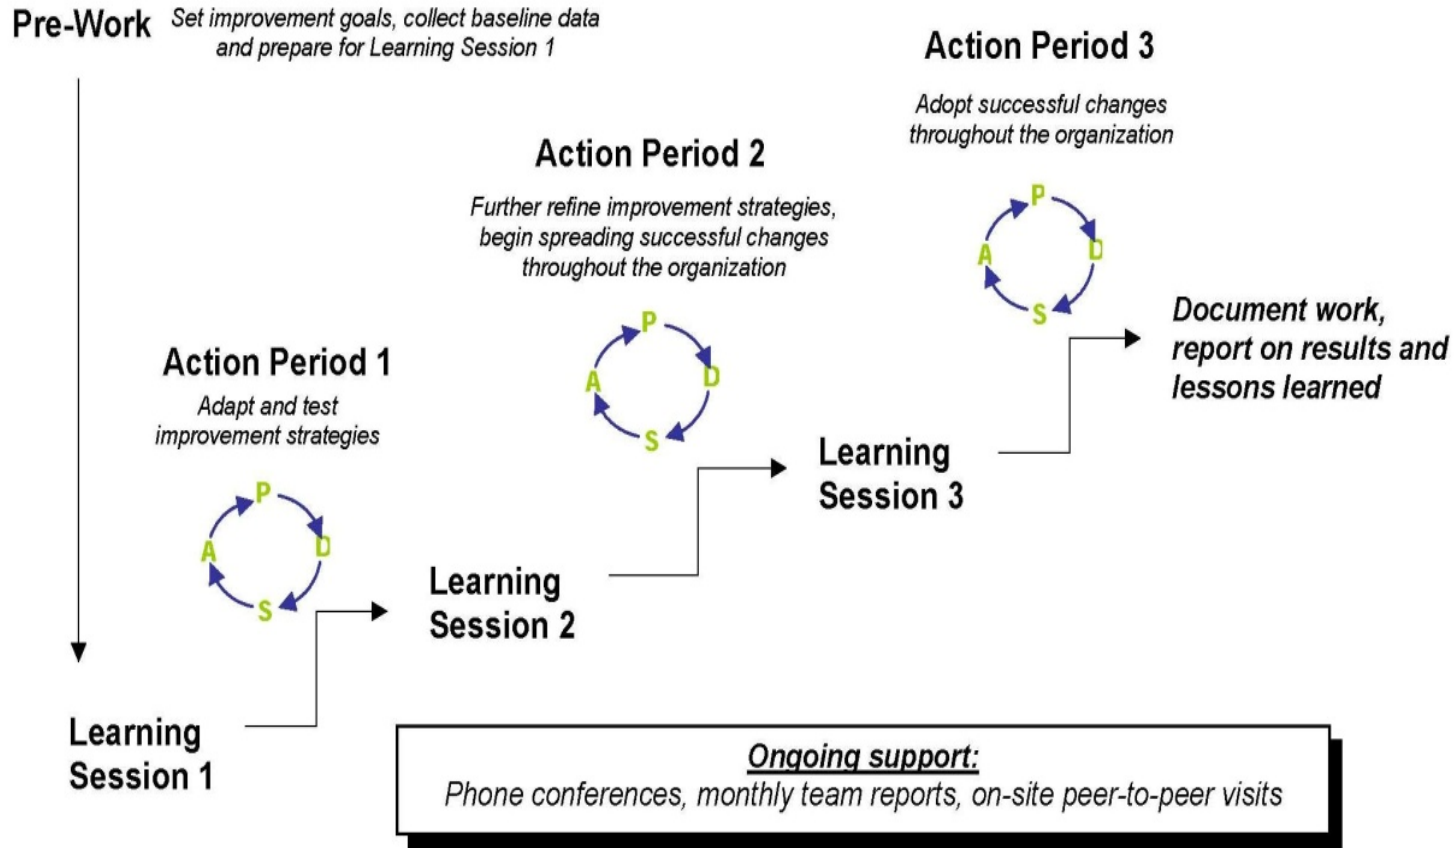 Pre-Work
Set improvement goals, collect baseline data
and prepare for Learning Session 1
Action Period 3
Adopt successful changes
throughout the organization
P
A
D
S
Action Period 2
Further refine improvement strategies,
begin spreading successful changes
throughout the organization
P
A
D
S
Action Period 1
Adapt and test
improvement strategies
P
A
D
S
Document work,
report on results and
lessons learned
Learning
Session 3
Learning
Session 2
Learning
Session 1
Ongoing support:
Phone conferences, monthly team reports, on-site peer-to-peer visits